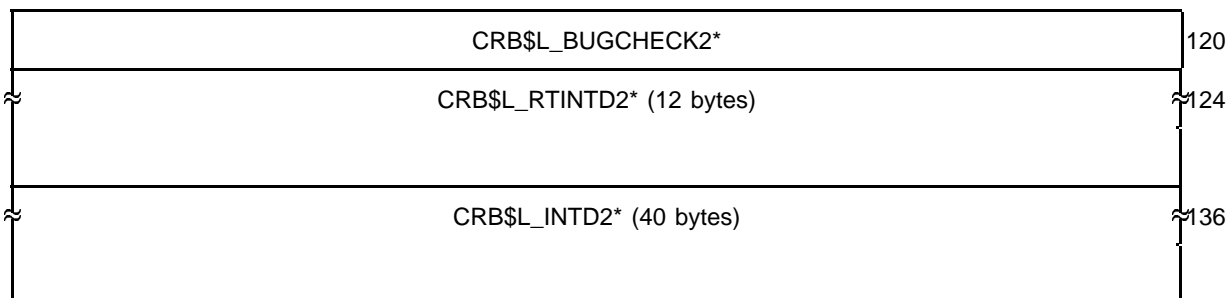 CRB$L_BUGCHECK2* 120
CRB$L_RTINTD2* (12 bytes) 124
CRB$L_INTD2* (40 bytes) 136